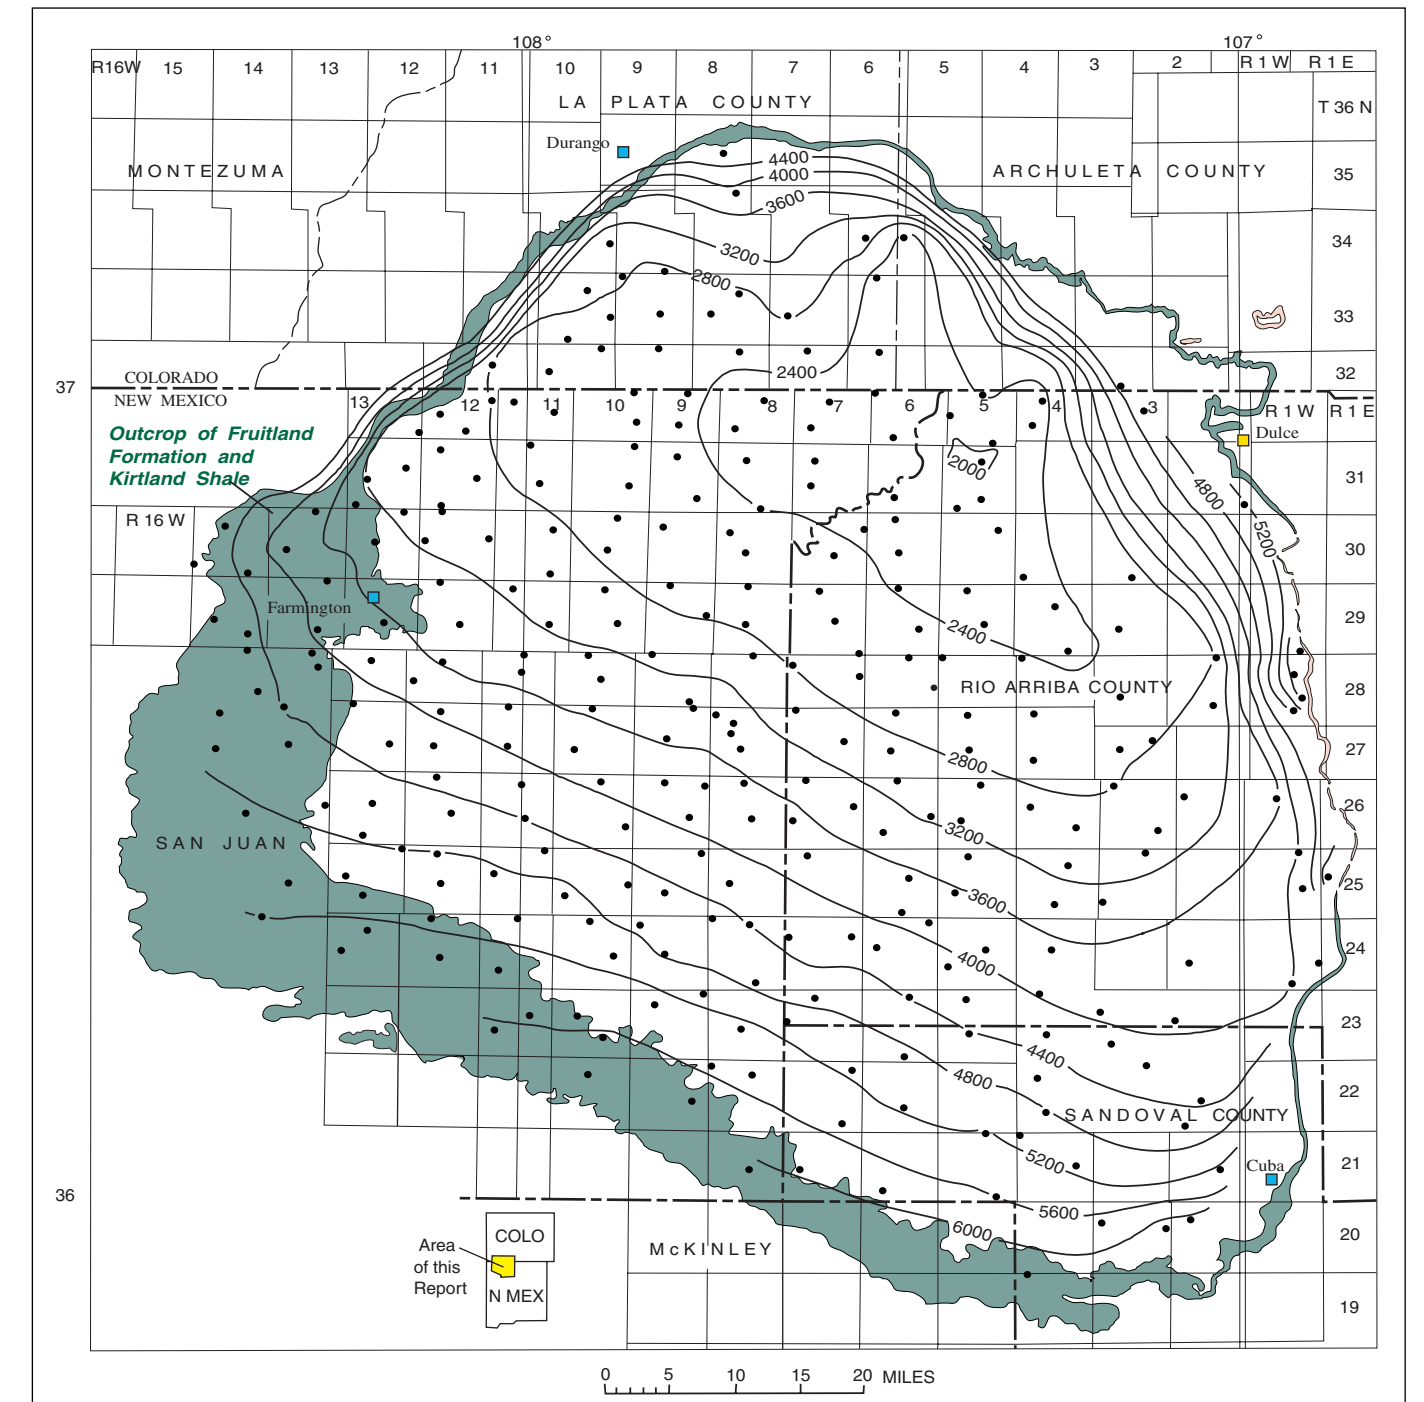 108° 107°
R16W 15 14 13 12 11 10 9 8 7 6 5 4 3 2 R 1 W R 1 E
LA PLATA COUNTY
T 36 N
Durango
4400
MONTEZUMA
ARCHULETA COUNTY
35
4000
3600
34
3200
2800
33
2400
32
37
COLORADO
NEW MEXICO
13 12 11 10 9 8 7 6 5 4 3 R 1 W R 1 E
Outcrop of Fruitland
Formation and
Kirtland Shale
Dulce
2000
31
4800
R 16 W
5200
30
Farmington
29
2400
RIO ARRIBA COUNTY
28
27
2800
26
3200
SAN JUAN
25
3600
24
4000
23
4400
4800
22
SANDOVAL COUNTY
5200
Cuba
21
36
5600
6000
20
COLO
Area
of this
Report
McKINLEY
N MEX
19
0 5 10 15 20 MILES